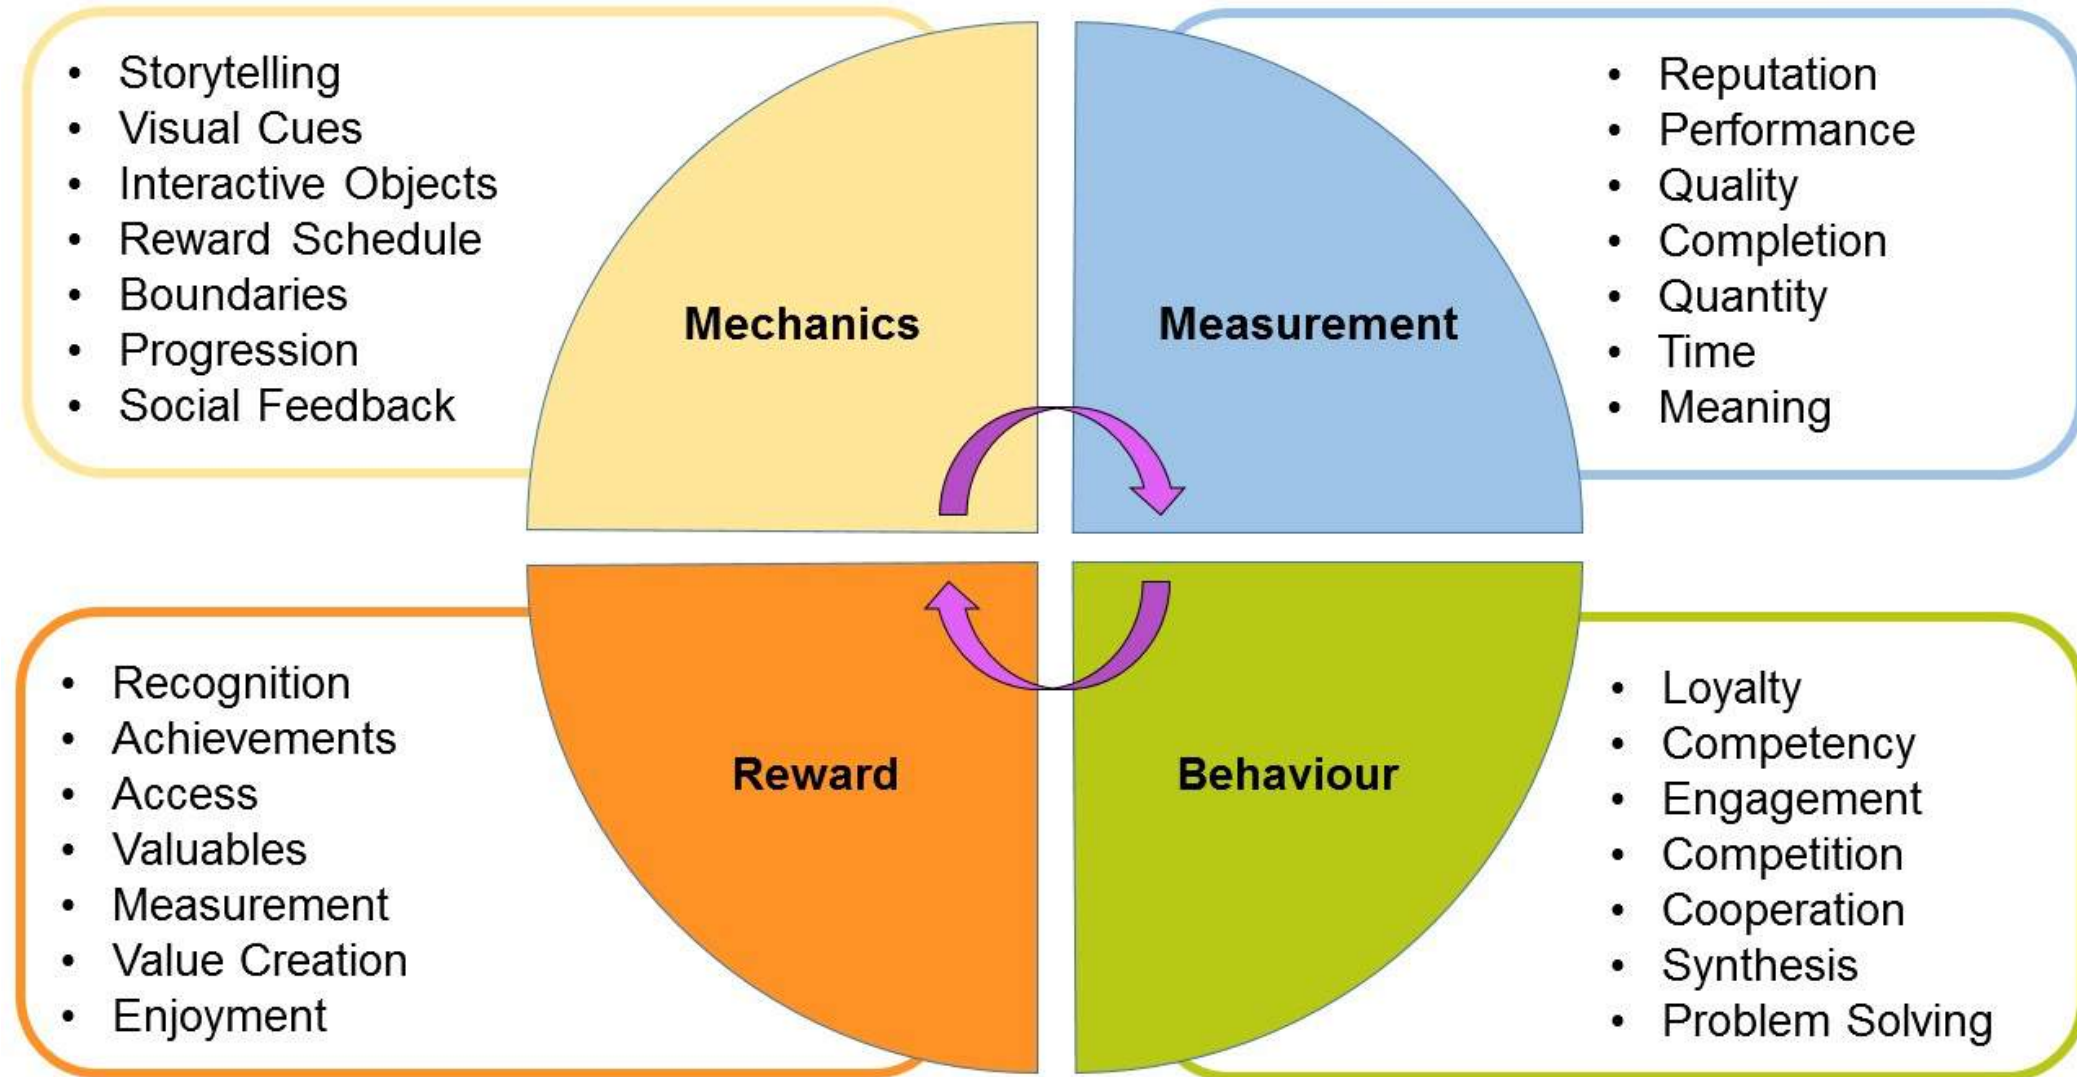 • Storytelling
• Visual Cues
• Interactive Objects
• Reward Schedule
• Boundaries
• Progression
• Social Feedback
Mechanics
Measurement
• Reputation
• Performance
• Quality
• Completion
• Quantity
• Time
• Meaning
• Recognition
• Achievements
• Access
• Valuables
• Measurement
• Value Creation
• Enjoyment
Reward
Behaviour
• Loyalty
• Competency
• Engagement
• Competition
• Cooperation
• Synthesis
• Problem Solving